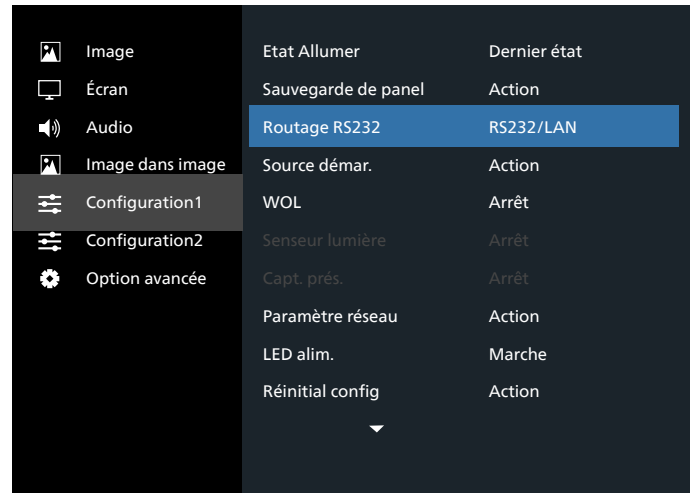 Image
Écran
Audio
Image dans image
Configuration1
Configuration2
Option avancée
Etat Allumer Dernier état
Sauvegarde de panel Action
Routage RS232 RS232/LAN
Source démar. Action
WOL Arrêt
Senseur lumière Arrêt
Capt. prés. Arrêt
Paramètre réseau Action
LED alim. Marche
Réinitial config Action